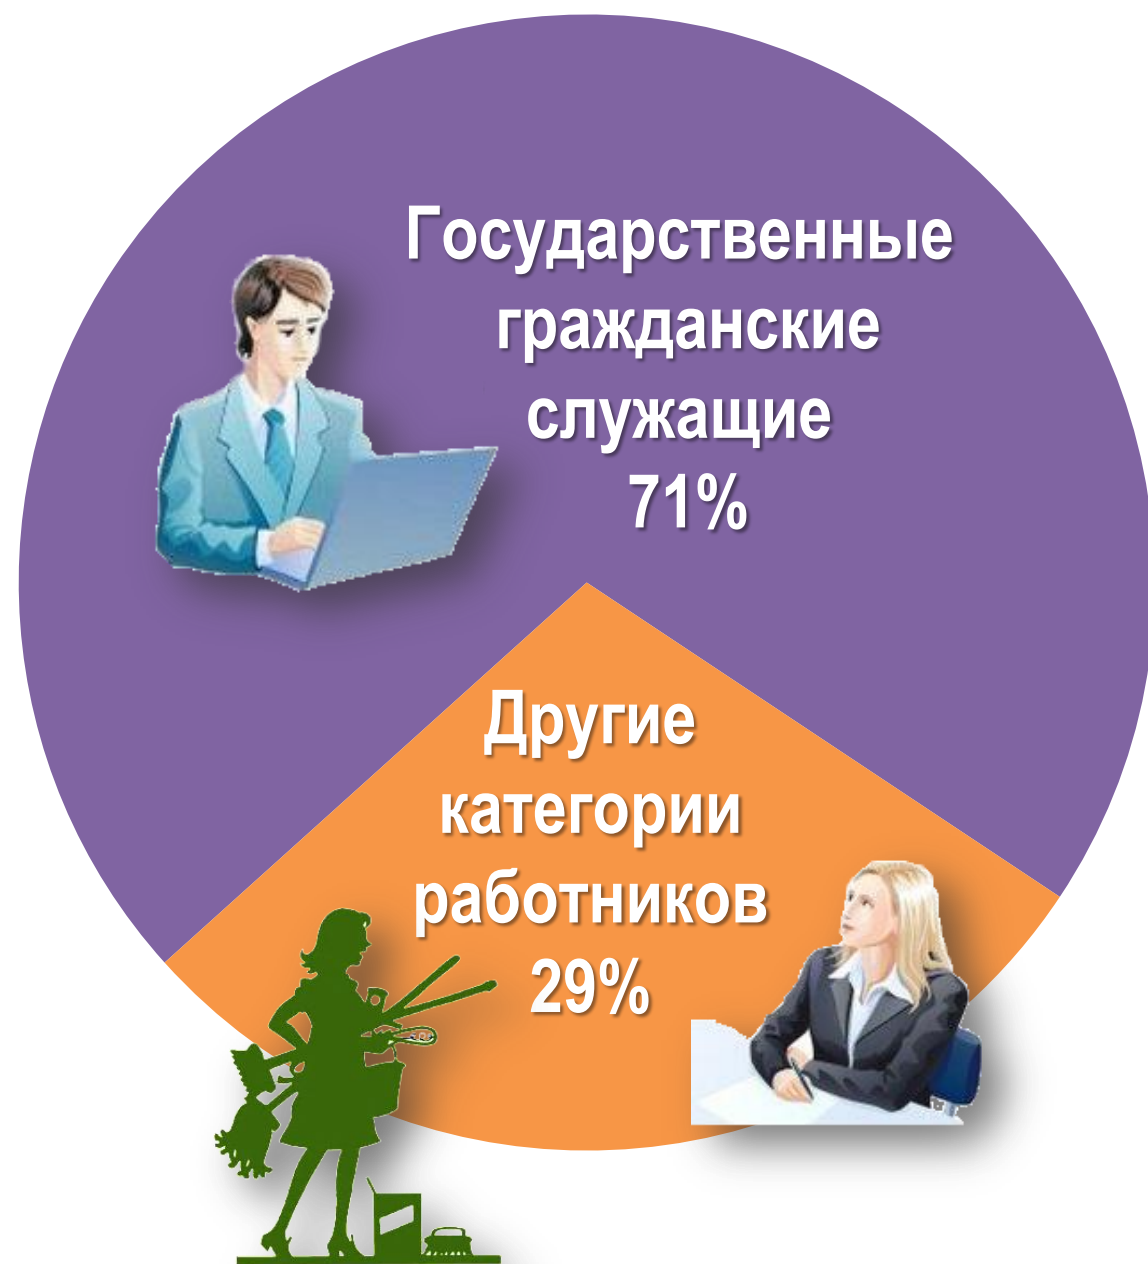 Государственные
гражданские
служащие
71%
Другие
категории
работников
29%